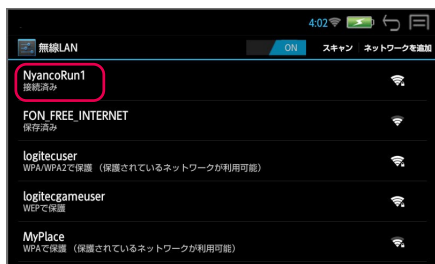 4:02
無線LAN
ON スキャン ネットワークを追加
NyancoRun1
接続済み
FON_FREE_INTERNET
保存済み
logitecuser
WPA/WPA2で保護 (保護されているネットワークが利用可能)
logitecgameuser
WEPで保護
MyPlace
WPAで保護 (保護されているネットワークが利用可能)